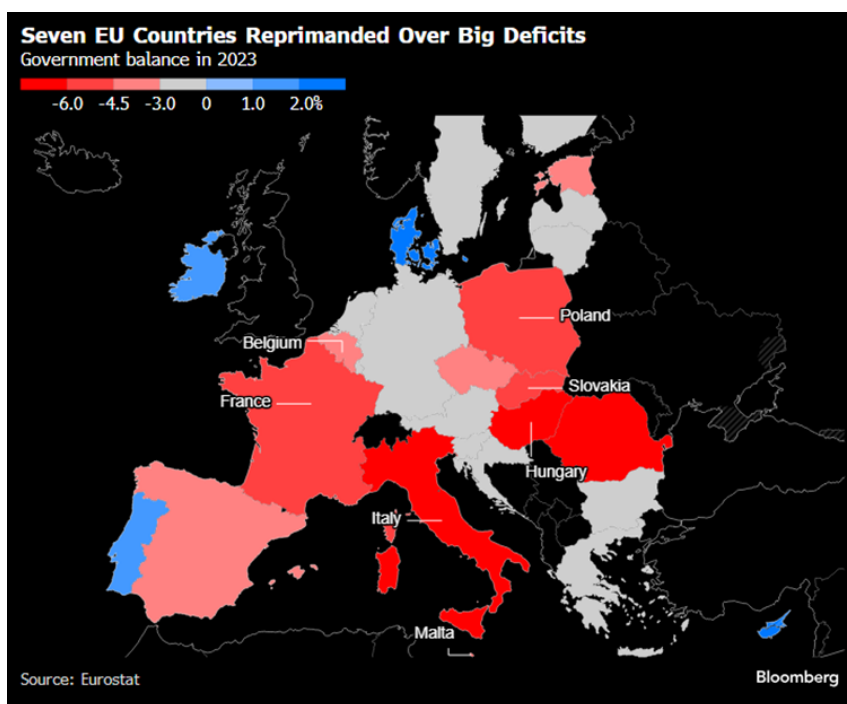 Seven EU Countries Reprimanded Over Big Deficits
Government balance in 2023
-6.0 -4.5 -3.0 0 1.0 2.0%
Poland
Belgium
Slovakia
France
Hungary
Italy
Malta
Source: Eurostat
Bloomberg